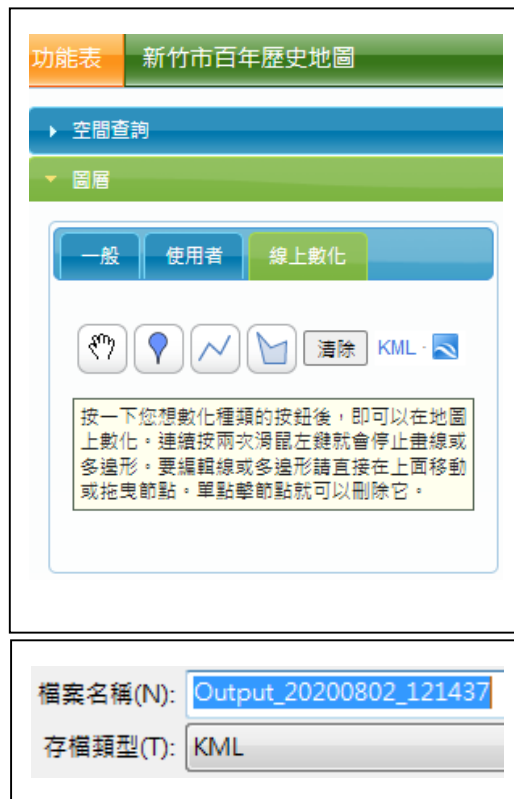 功能表 新竹市百年歷史地圖
空間查詢
圖層
一般 使用者 線上數化
清除 KML ·
按一下您想數化種類的按鈕後，即可以在地圖
上數化。連續按兩次滑鼠左鍵就會停止畫線或
多邊形。要編輯線或多邊形請直接在上面移動
或拖曳節點。單點擊節點就可以刪除它。
檔案名稱(N): Output_20200802_121437
存檔類型(T): KML